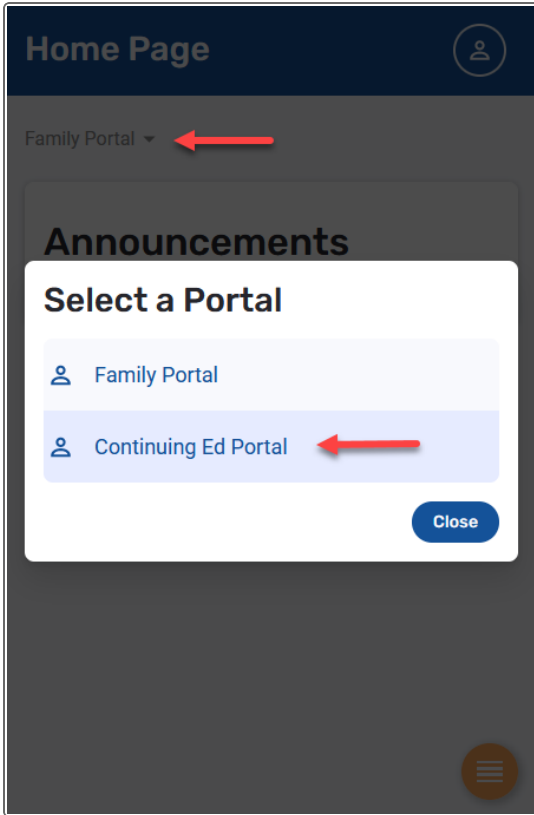 Home Page
Family Portal
Announcements
Select a Portal
Family Portal
Continuing Ed Portal
Close